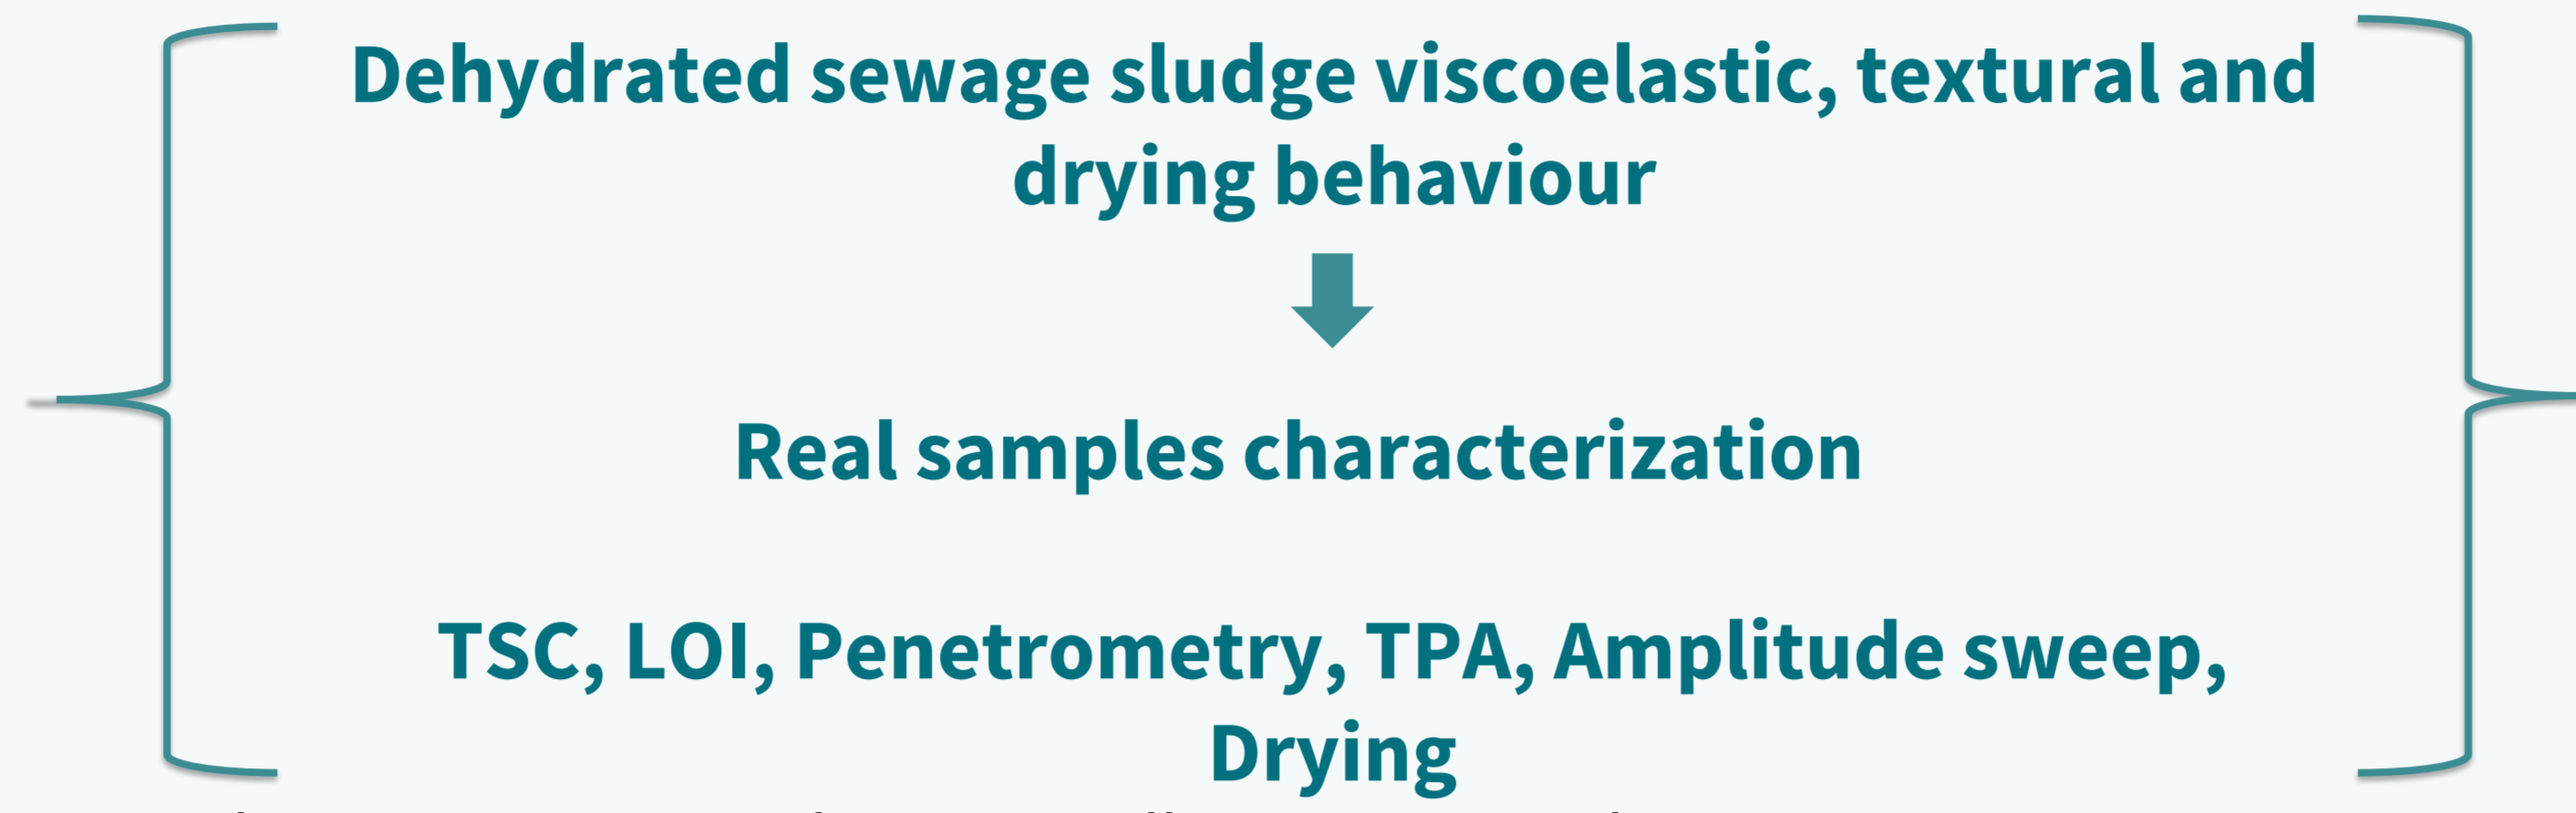 Dehydrated sewage sludge viscoelastic, textural and
drying behaviour
Real samples characterization
TSC, LOI, Penetrometry, TPA, Amplitude sweep,
Drying